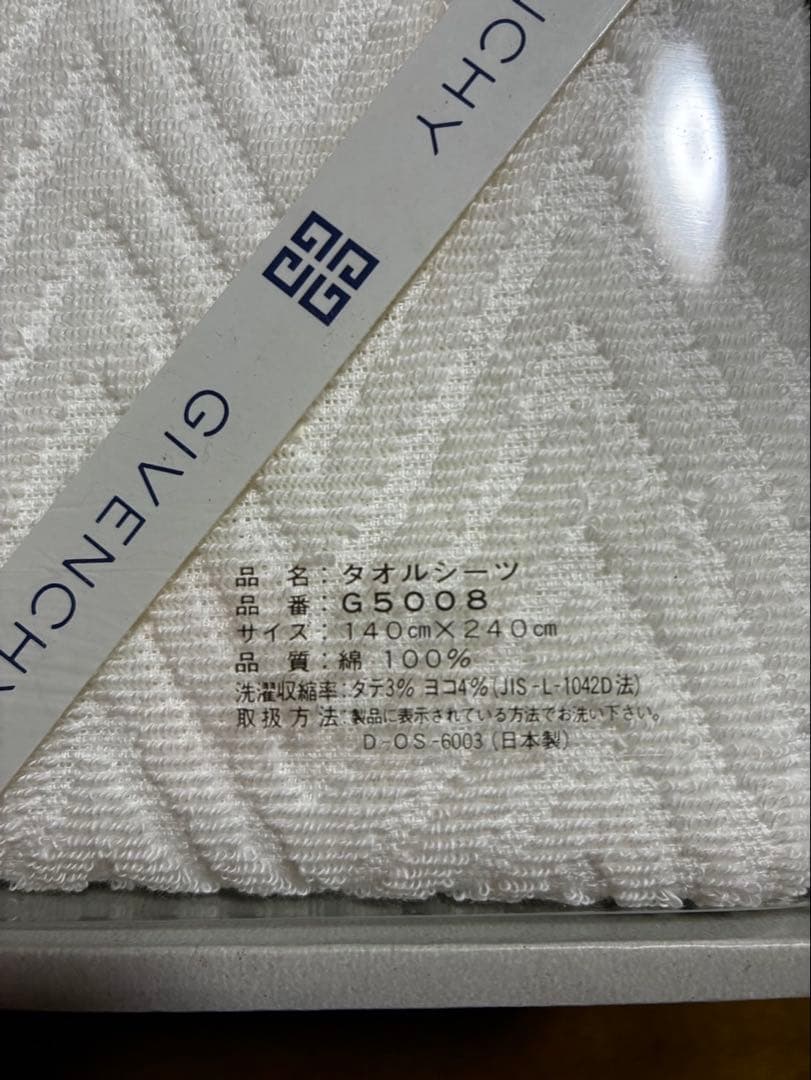 NCHY
GIVENCHY
品名：タオルシーツ
品番：G5008
サイズ：140cm×240cm
品質：綿 100%
洗濯収縮率：タテ3% ヨコ4%(JIS-L-1042D法)
取扱方法：製品に表示されている方法でお洗い下さい。
D-OS-6003(日本製)